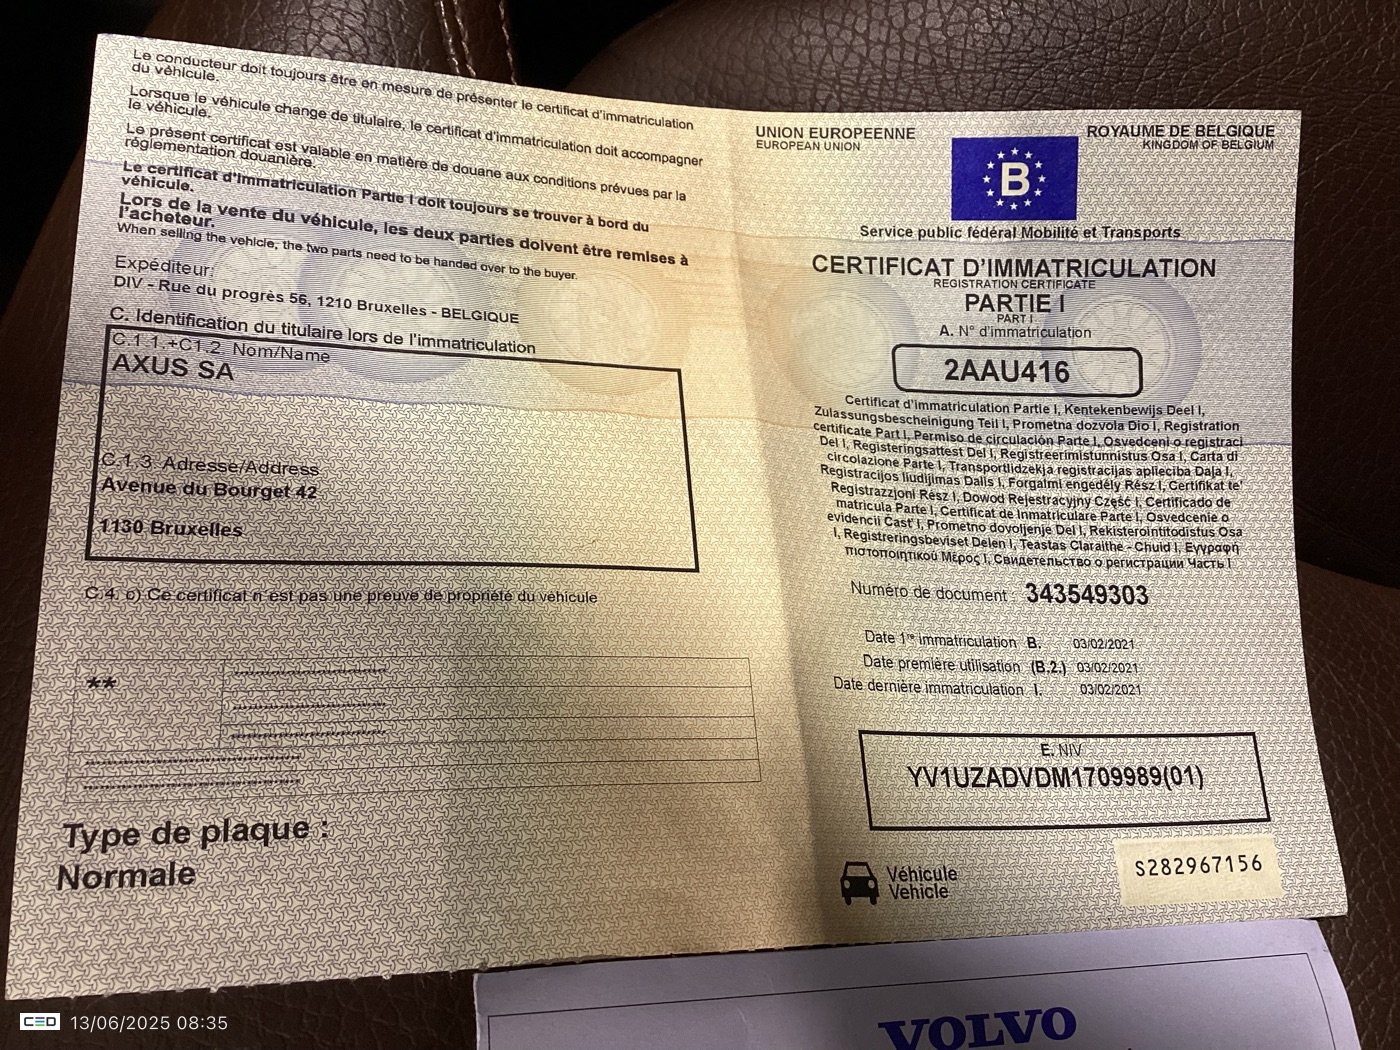 Le conducteur doit toujours être en mesure de présenter le certificat d'immatriculation
du véhicule.
Lorsque le véhicule change de titulaire, le certificat d'immatriculation doit accompagner
le véhicule.
Le présent certificat est valable en matière de douane aux conditions prévues par la
réglementation douanière.
Le certificat d'Immatriculation Partie I doit toujours se trouver à bord du
véhicule.
Lors de la vente du véhicule, les deux parties doivent être remises à
l'acheteur.
When selling the vehicle, the two parts need to be handed over to the buyer.
Expéditeur:
DIV - Rue du progrès 56, 1210 Bruxelles - BELGIQUE
C. Identification du titulaire lors de l'immatriculation
C.1.1.+C1.2. Nom/Name
AXUS SA
C.1.3. Adresse/Address
Avenue du Bourget 42
1130 Bruxelles
C.4. c) Ce certificat n'est pas une preuve de propriété du véhicule
**
Type de plaque :
Normale
UNION EUROPEENNE
EUROPEAN UNION
B
ROYAUME DE BELGIQUE
KINGDOM OF BELGIUM
Service public fédéral Mobilité et Transports
CERTIFICAT D'IMMATRICULATION
REGISTRATION CERTIFICATE
PARTIE I
PART I
A. N° d'immatriculation
2AAU416
Certificat d'immatriculation Partie I, Kentekenbewijs Deel I,
Zulassungsbescheinigung Teil I, Prometna dozvola Dio I, Registration
certificate Part I, Permiso de circulación Parte I, Osvedceni o registraci
Del I, Registeringsattest Del I, Registreerimistunnistus Osa I, Carta di
circolazione Parte I, Transportlidzekja registracijas aplieciba Daja I,
Registracijos liudijimas Dalis I, Forgalmi engedély Rész I, Certifikat te'
Registrazzjoni Rész I, Dowod Rejestracyjny Część I, Certificado de
matricula Parte I, Certificat de Inmatriculare Parte I, Osvedcenie o
evidencii Čast' I, Prometno dovoljenje Del I, Rekisterointitodistus Osa
I, Registreringsbeviset Delen I, Teastas Claraithe - Chuid I, Εγγραφή
πιστοποιητικού Μέρος I, Свидетельство о регистрации Часть I
Numéro de document : 343549303
Date 1re immatriculation B. 03/02/2021
Date première utilisation (B.2.) 03/02/2021
Date dernière immatriculation I. 03/02/2021
E. NIV
YV1UZADVDM1709989(01)
Véhicule
Vehicle
S282967156
VOLVO
CED 13/06/2025 08:35